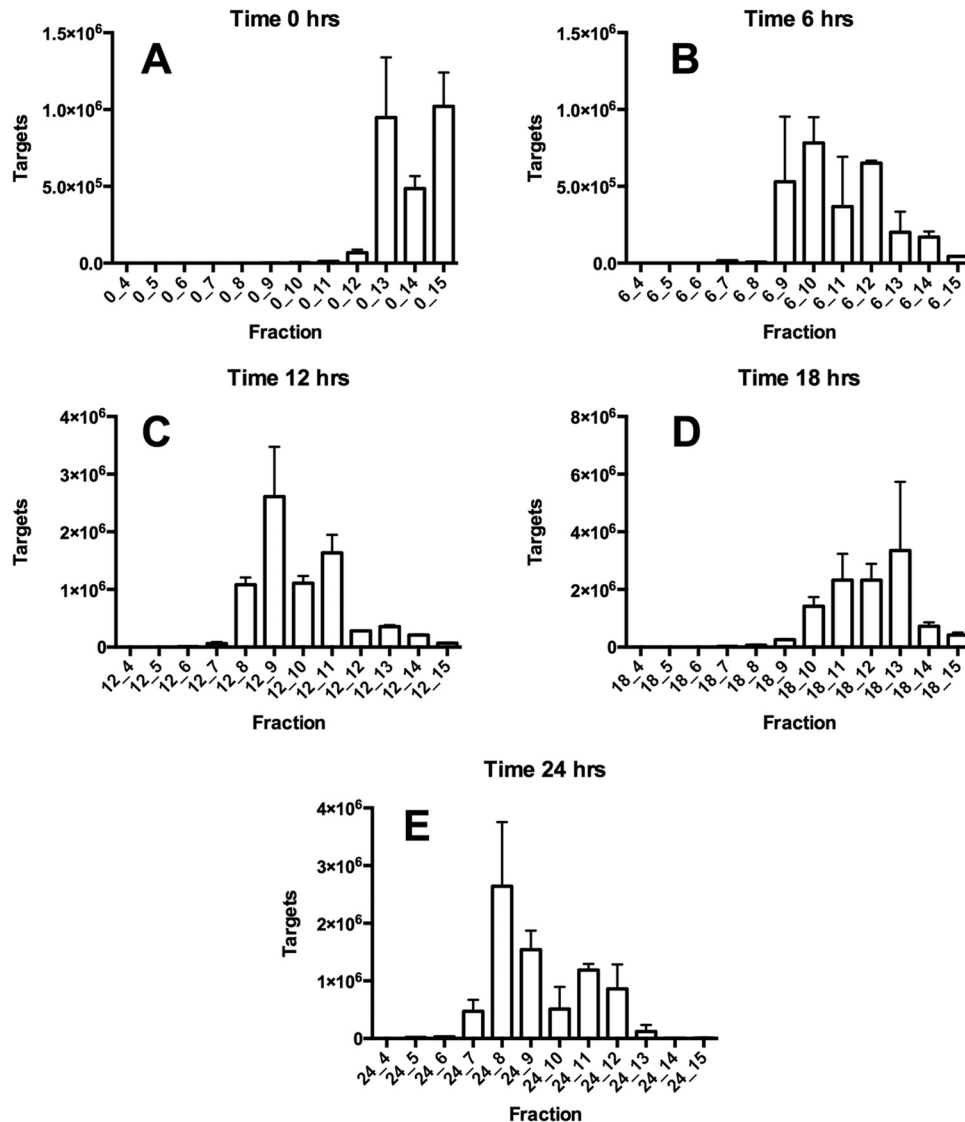 Time 0 hrs
A
Targets
1.5×10⁶
1.0×10⁶
5.0×10⁵
0.0
0_4 0_5 0_6 0_7 0_8 0_9 0_10 0_11 0_12 0_13 0_14 0_15
Fraction
Time 6 hrs
B
Targets
1.5×10⁶
1.0×10⁶
5.0×10⁵
0.0
6_4 6_5 6_6 6_7 6_8 6_9 6_10 6_11 6_12 6_13 6_14 6_15
Fraction
Time 12 hrs
C
Targets
4×10⁶
3×10⁶
2×10⁶
1×10⁶
0
12_4 12_5 12_6 12_7 12_8 12_9 12_10 12_11 12_12 12_13 12_14 12_15
Fraction
Time 18 hrs
D
Targets
8×10⁶
6×10⁶
4×10⁶
2×10⁶
0
18_4 18_5 18_6 18_7 18_8 18_9 18_10 18_11 18_12 18_13 18_14 18_15
Fraction
Time 24 hrs
E
Targets
4×10⁶
3×10⁶
2×10⁶
1×10⁶
0
24_4 24_5 24_6 24_7 24_8 24_9 24_10 24_11 24_12 24_13 24_14 24_15
Fraction